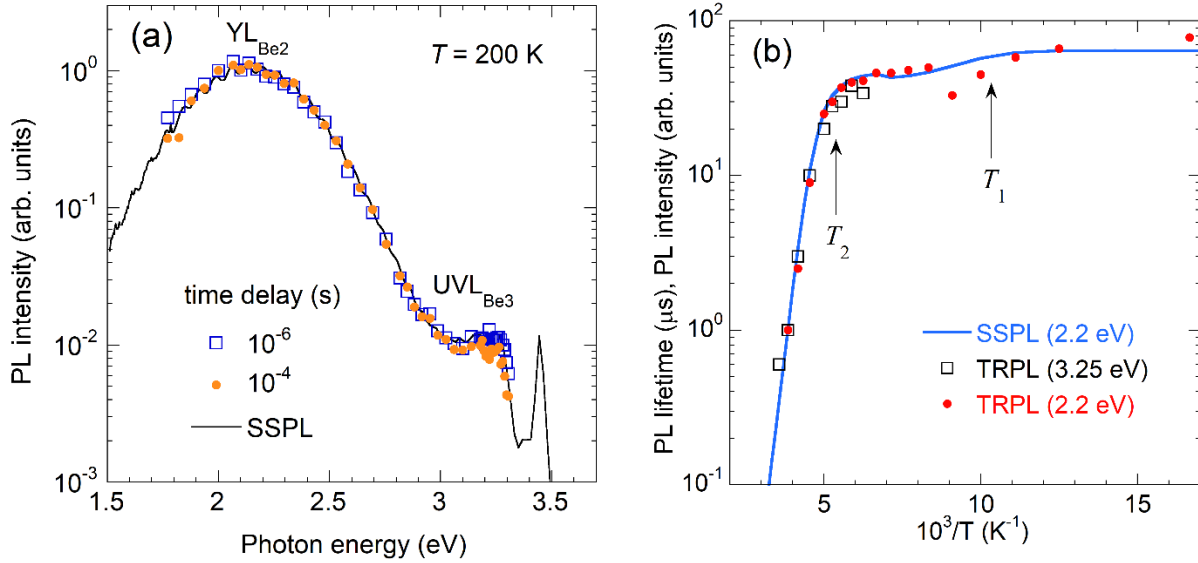 (a)
YL_Be2
T = 200 K
PL intensity (arb. units)
10^0
10^-1
10^-2
10^-3
UVL_Be3
time delay (s)
10^-6
10^-4
SSPL
1.5 2 2.5 3 3.5
Photon energy (eV)
(b)
PL lifetime (μs), PL intensity (arb. units)
10^2
10^1
10^0
10^-1
T_1
T_2
SSPL (2.2 eV)
TRPL (3.25 eV)
TRPL (2.2 eV)
5 10 15
10^3/T (K^-1)